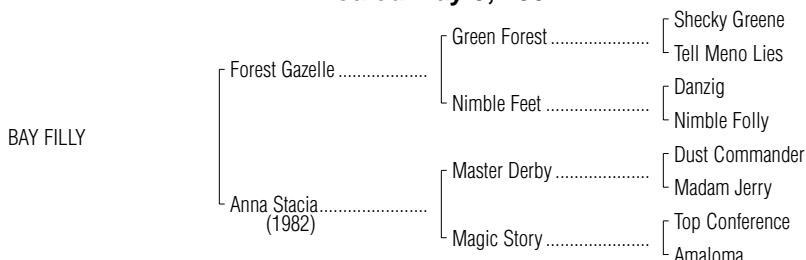 Shecky Greene
Green Forest
Tell Meno Lies
Forest Gazelle
Danzig
Nimble Feet
Nimble Folly
BAY FILLY
Dust Commander
Master Derby
Madam Jerry
Anna Stacia
(1982)
Top Conference
Magic Story
Amaloma